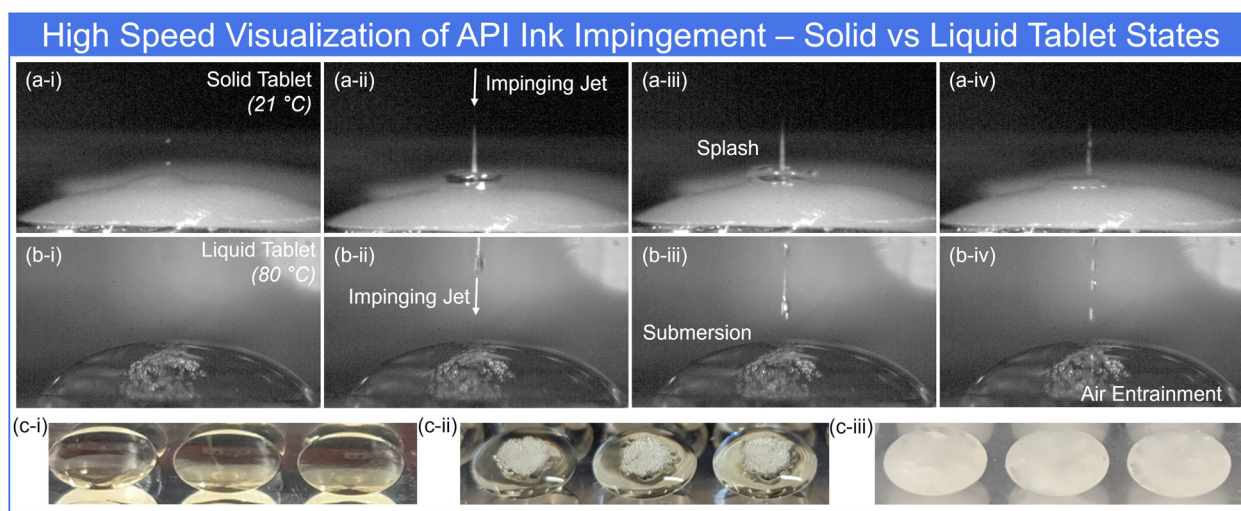 High Speed Visualization of API Ink Impingement – Solid vs Liquid Tablet States
(a-i)
Solid Tablet
(21 °C)
(a-ii)
Impinging Jet
(a-iii)
Splash
(a-iv)
(b-i)
Liquid Tablet
(80 °C)
(b-ii)
Impinging Jet
(b-iii)
Submersion
(b-iv)
Air Entrainment
(c-i)
(c-ii)
(c-iii)